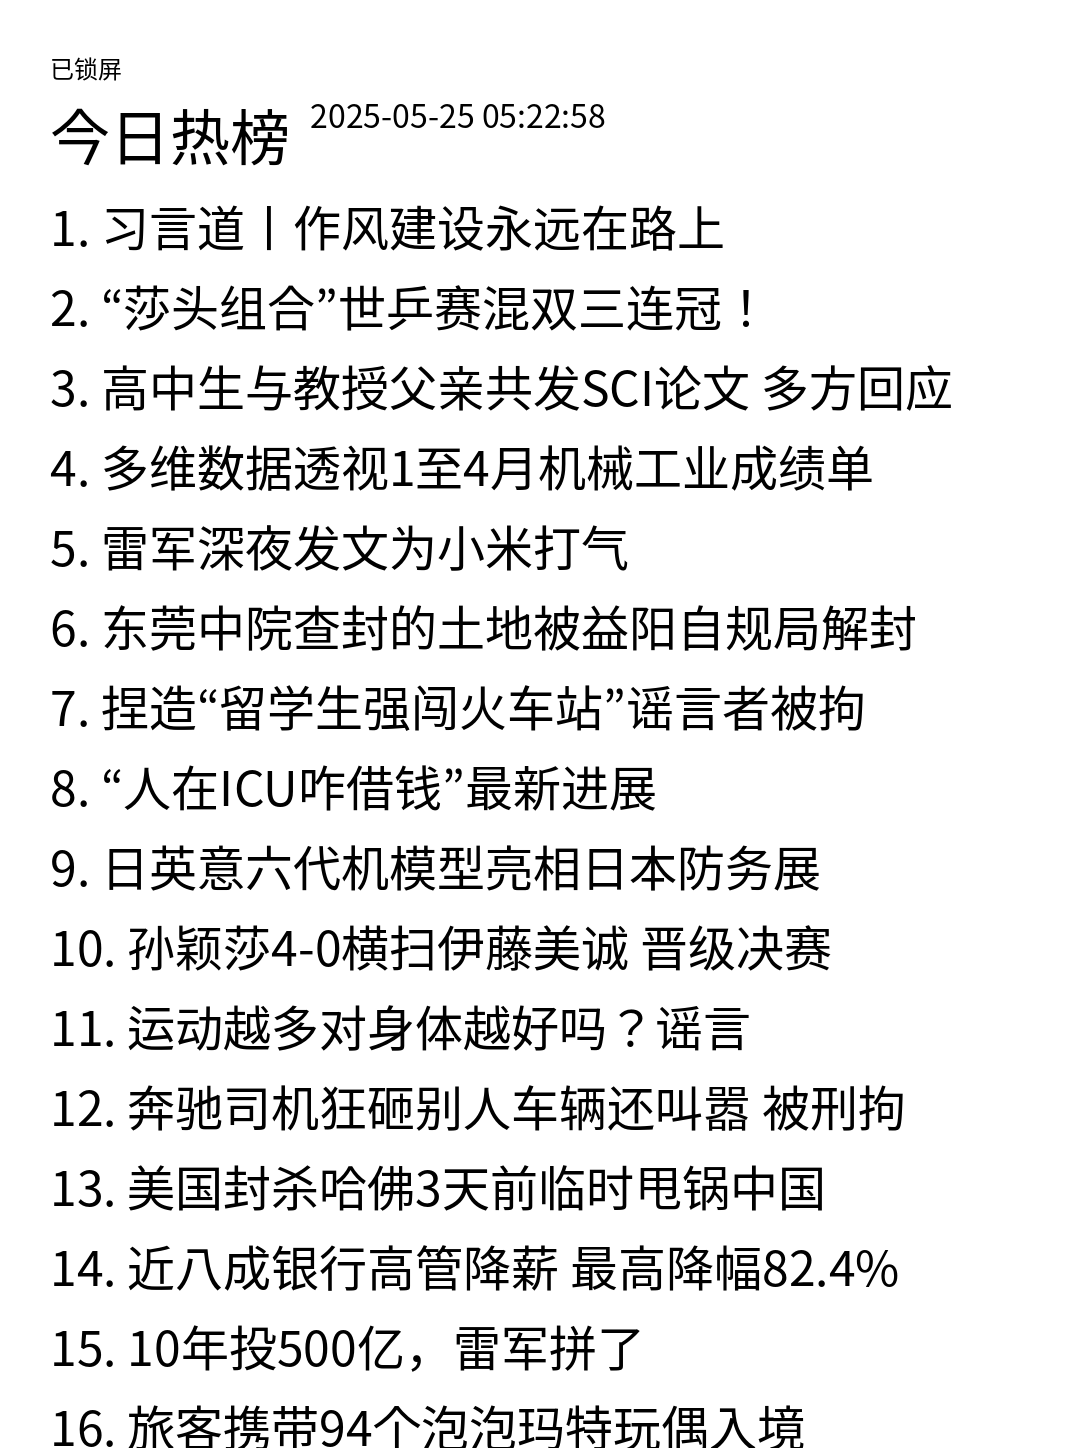 已锁屏
今日热榜 2025-05-25 05:22:58
1. 习言道丨作风建设永远在路上
2. “莎头组合”世乒赛混双三连冠！
3. 高中生与教授父亲共发SCI论文 多方回应
4. 多维数据透视1至4月机械工业成绩单
5. 雷军深夜发文为小米打气
6. 东莞中院查封的土地被益阳自规局解封
7. 捏造“留学生强闯火车站”谣言者被拘
8. “人在ICU咋借钱”最新进展
9. 日英意六代机模型亮相日本防务展
10. 孙颖莎4-0横扫伊藤美诚 晋级决赛
11. 运动越多对身体越好吗？谣言
12. 奔驰司机狂砸别人车辆还叫嚣 被刑拘
13. 美国封杀哈佛3天前临时甩锅中国
14. 近八成银行高管降薪 最高降幅82.4%
15. 10年投500亿，雷军拼了
16. 旅客携带94个泡泡玛特玩偶入境